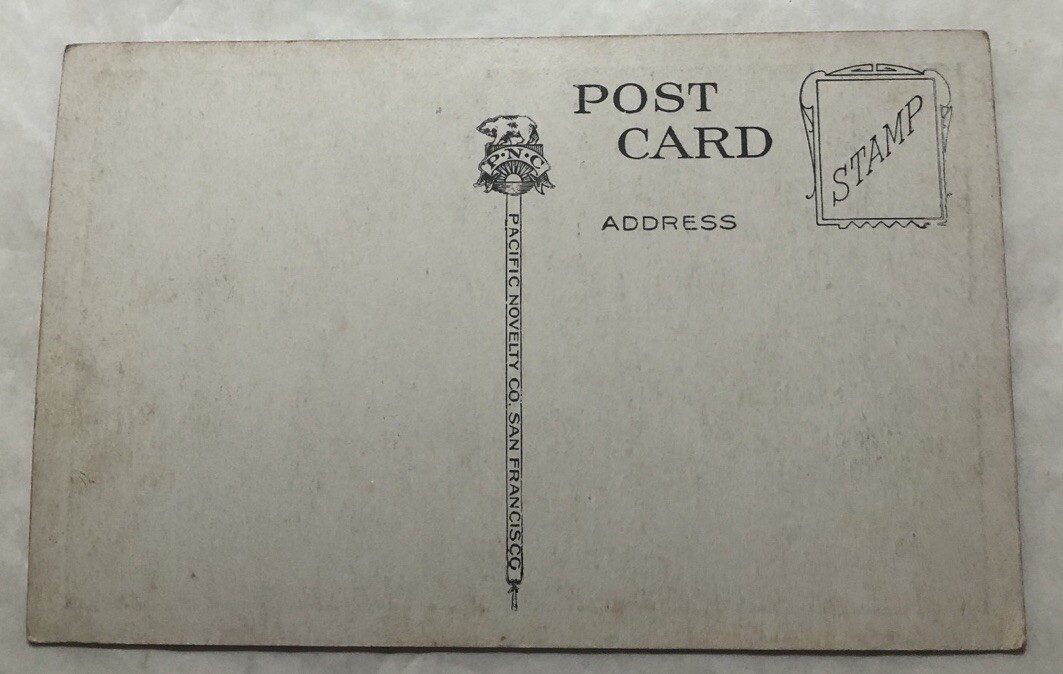 POST
CARD
STAMP
P·N·C
ADDRESS
PACIFIC NOVELTY CO. SAN FRANCISCO